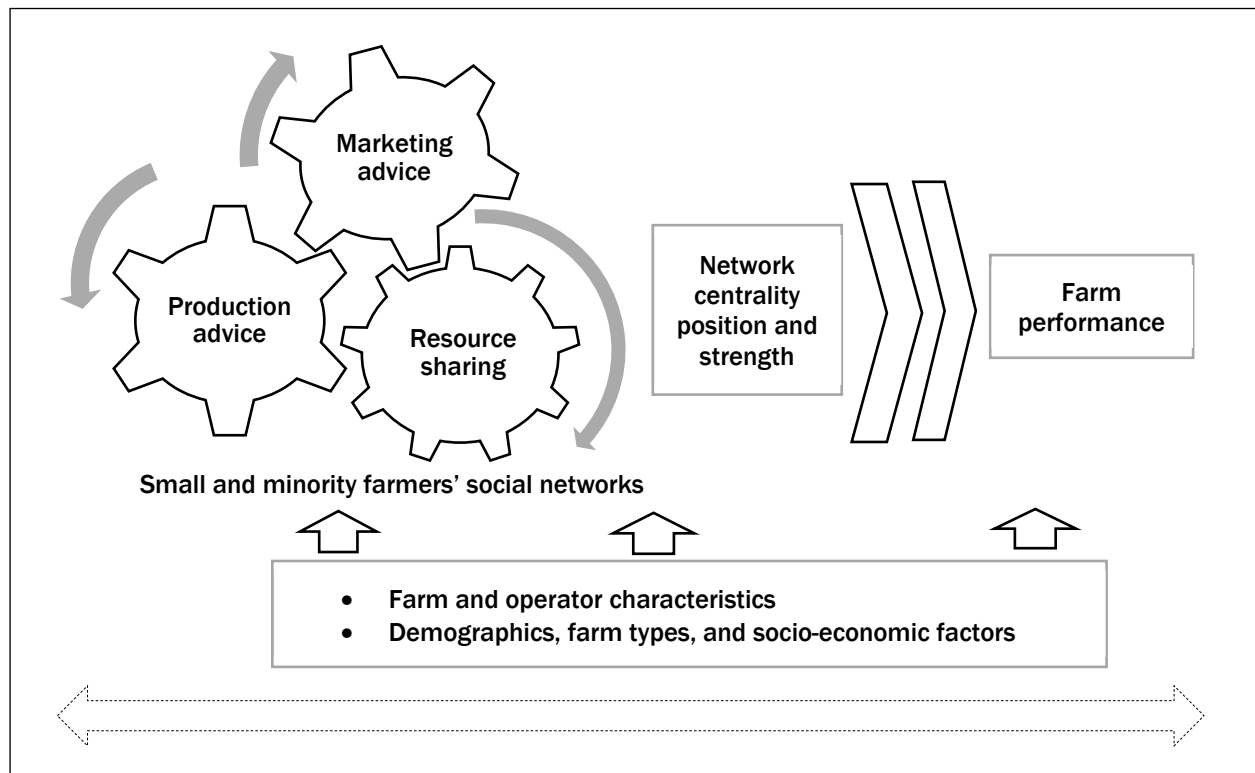 Marketing
advice
Production
advice
Resource
sharing
Small and minority farmers’ social networks
Network
centrality
position and
strength
Farm
performance
• Farm and operator characteristics
• Demographics, farm types, and socio-economic factors